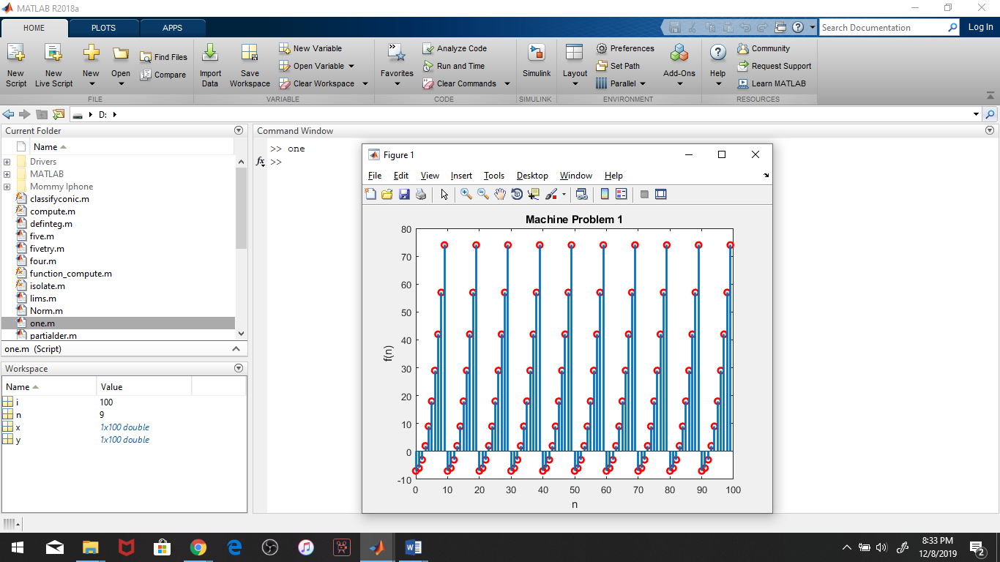 MATLAB R2018a
HOME PLOTS APPS
Search Documentation Log In
New Script
New Live Script
New
Open
Find Files
Compare
FILE
Import Data
Save Workspace
New Variable
Open Variable
Clear Workspace
VARIABLE
Favorites
Analyze Code
Run and Time
Clear Commands
CODE
Simulink
SIMULINK
Layout
Preferences
Set Path
Parallel
Add-Ons
ENVIRONMENT
Help
Community
Request Support
Learn MATLAB
RESOURCES
D:
Current Folder
Name
Drivers
MATLAB
Mommy Iphone
classifyconic.m
compute.m
definteg.m
five.m
fivetry.m
four.m
function_compute.m
isolate.m
lims.m
Norm.m
one.m
partialder.m
one.m (Script)
Workspace
Name Value
i 100
n 9
x 1x100 double
y 1x100 double
Command Window
>> one
fx >>
Figure 1
File Edit View Insert Tools Desktop Window Help
Machine Problem 1
80
70
60
50
40
30
20
10
0
-10
f(n)
0 10 20 30 40 50 60 70 80 90 100
n
8:33 PM
12/8/2019
2